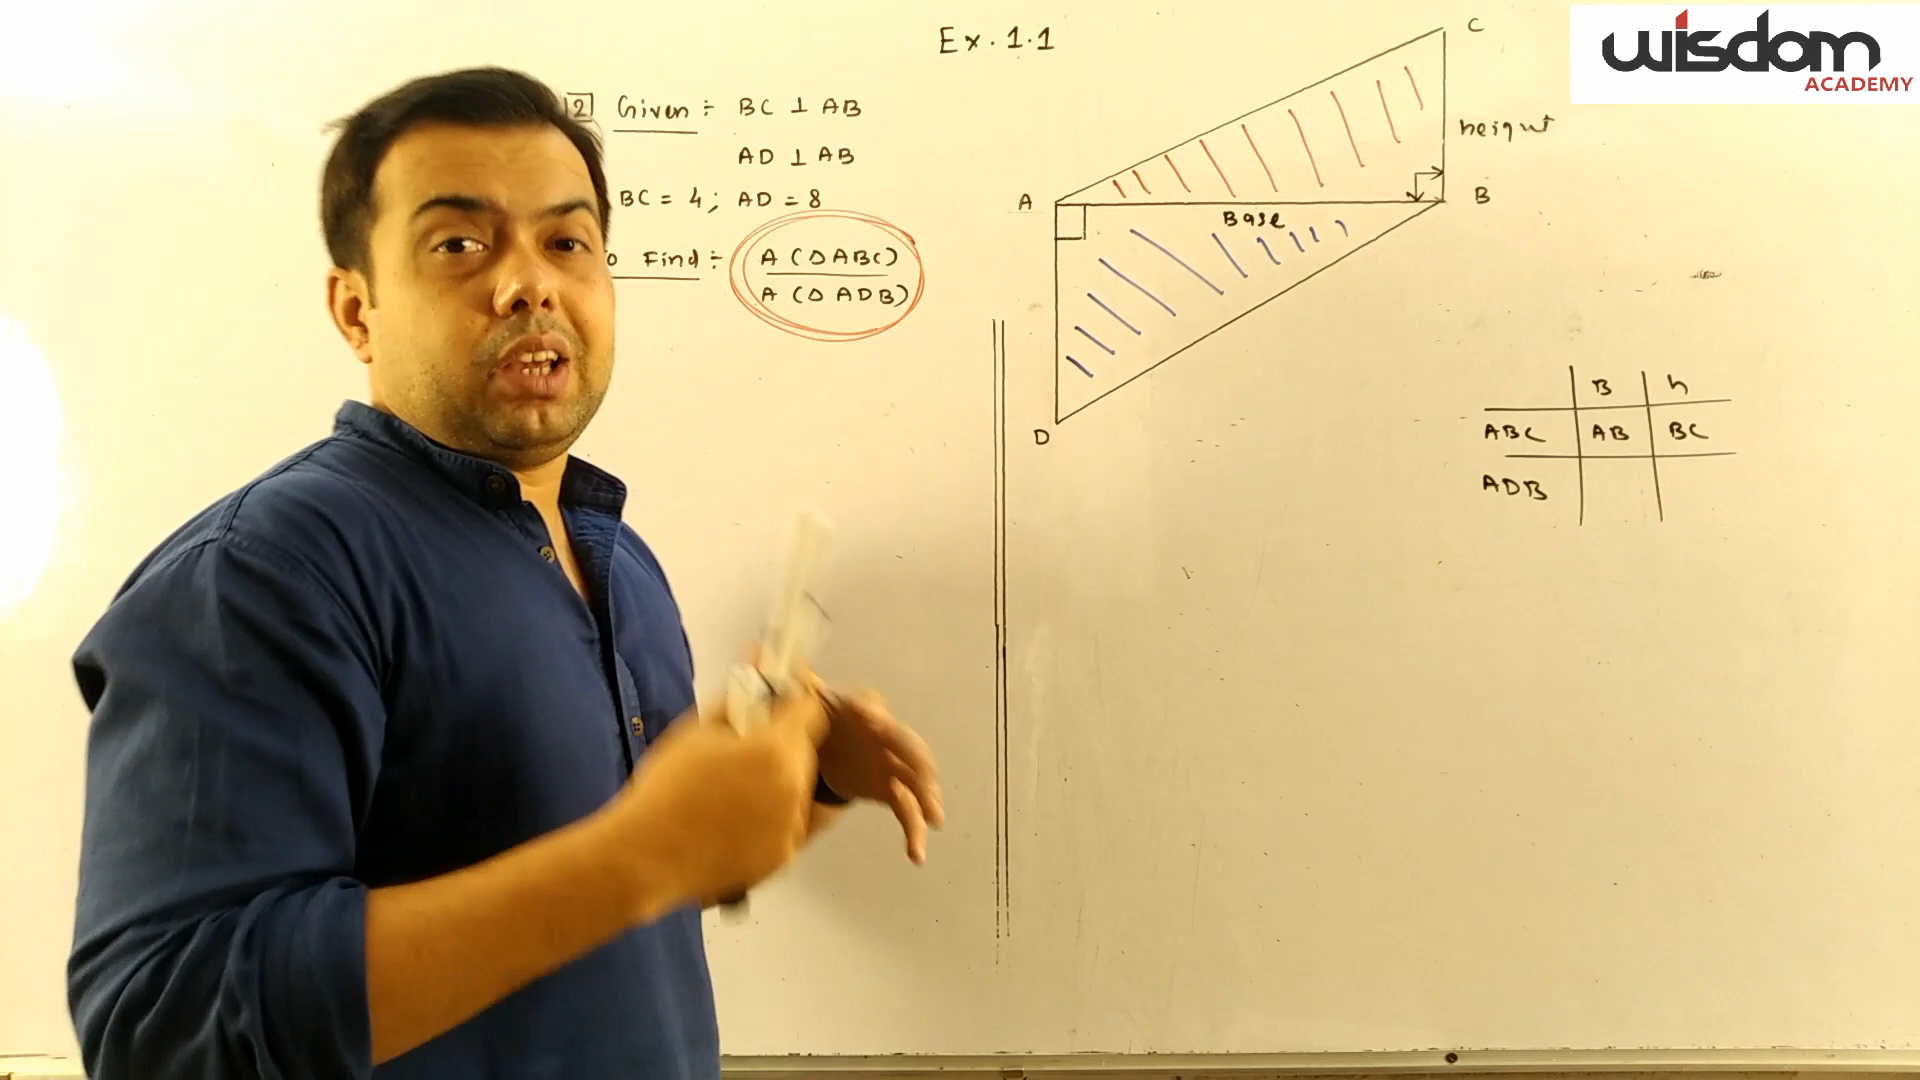 Ex. 1.1
2 Given ÷ BC ⊥ AB
AD ⊥ AB
BC = 4; AD = 8
o Find ÷ A (Δ ABC)
A (Δ ADB)
C
height
A
B
Base
D
B h
ABC AB BC
ADB
wisdom
ACADEMY